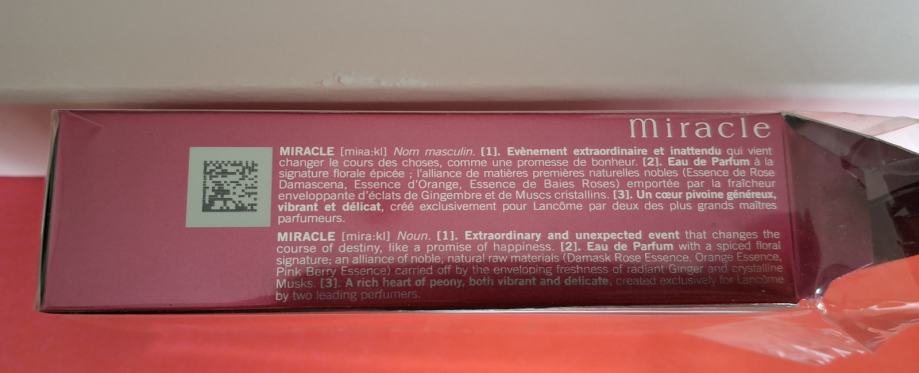 miracle
MIRACLE [miRa:kl] Nom masculin. [1]. Evènement extraordinaire et inattendu qui vient
changer le cours des choses, comme une promesse de bonheur. [2]. Eau de Parfum à la
signature florale épicée ; l'alliance de matières premières naturelles nobles (Essence de Rose
Damascena, Essence d'Orange, Essence de Baies Roses) emportée par la fraîcheur
enveloppante d'éclats de Gingembre et de Muscs cristallins. [3]. Un cœur pivoine généreux,
vibrant et délicat, créé exclusivement pour Lancôme par deux des plus grands maîtres
parfumeurs.
MIRACLE [mira:kl] Noun. [1]. Extraordinary and unexpected event that changes the
course of destiny, like a promise of happiness. [2]. Eau de Parfum with a spiced floral
signature; an alliance of noble, natural raw materials (Damask Rose Essence, Orange Essence,
Pink Berry Essence) carried off by the enveloping freshness of radiant Ginger and crystalline
Musks. [3]. A rich heart of peony, both vibrant and delicate, created exclusively for Lancôme
by two leading perfumers.